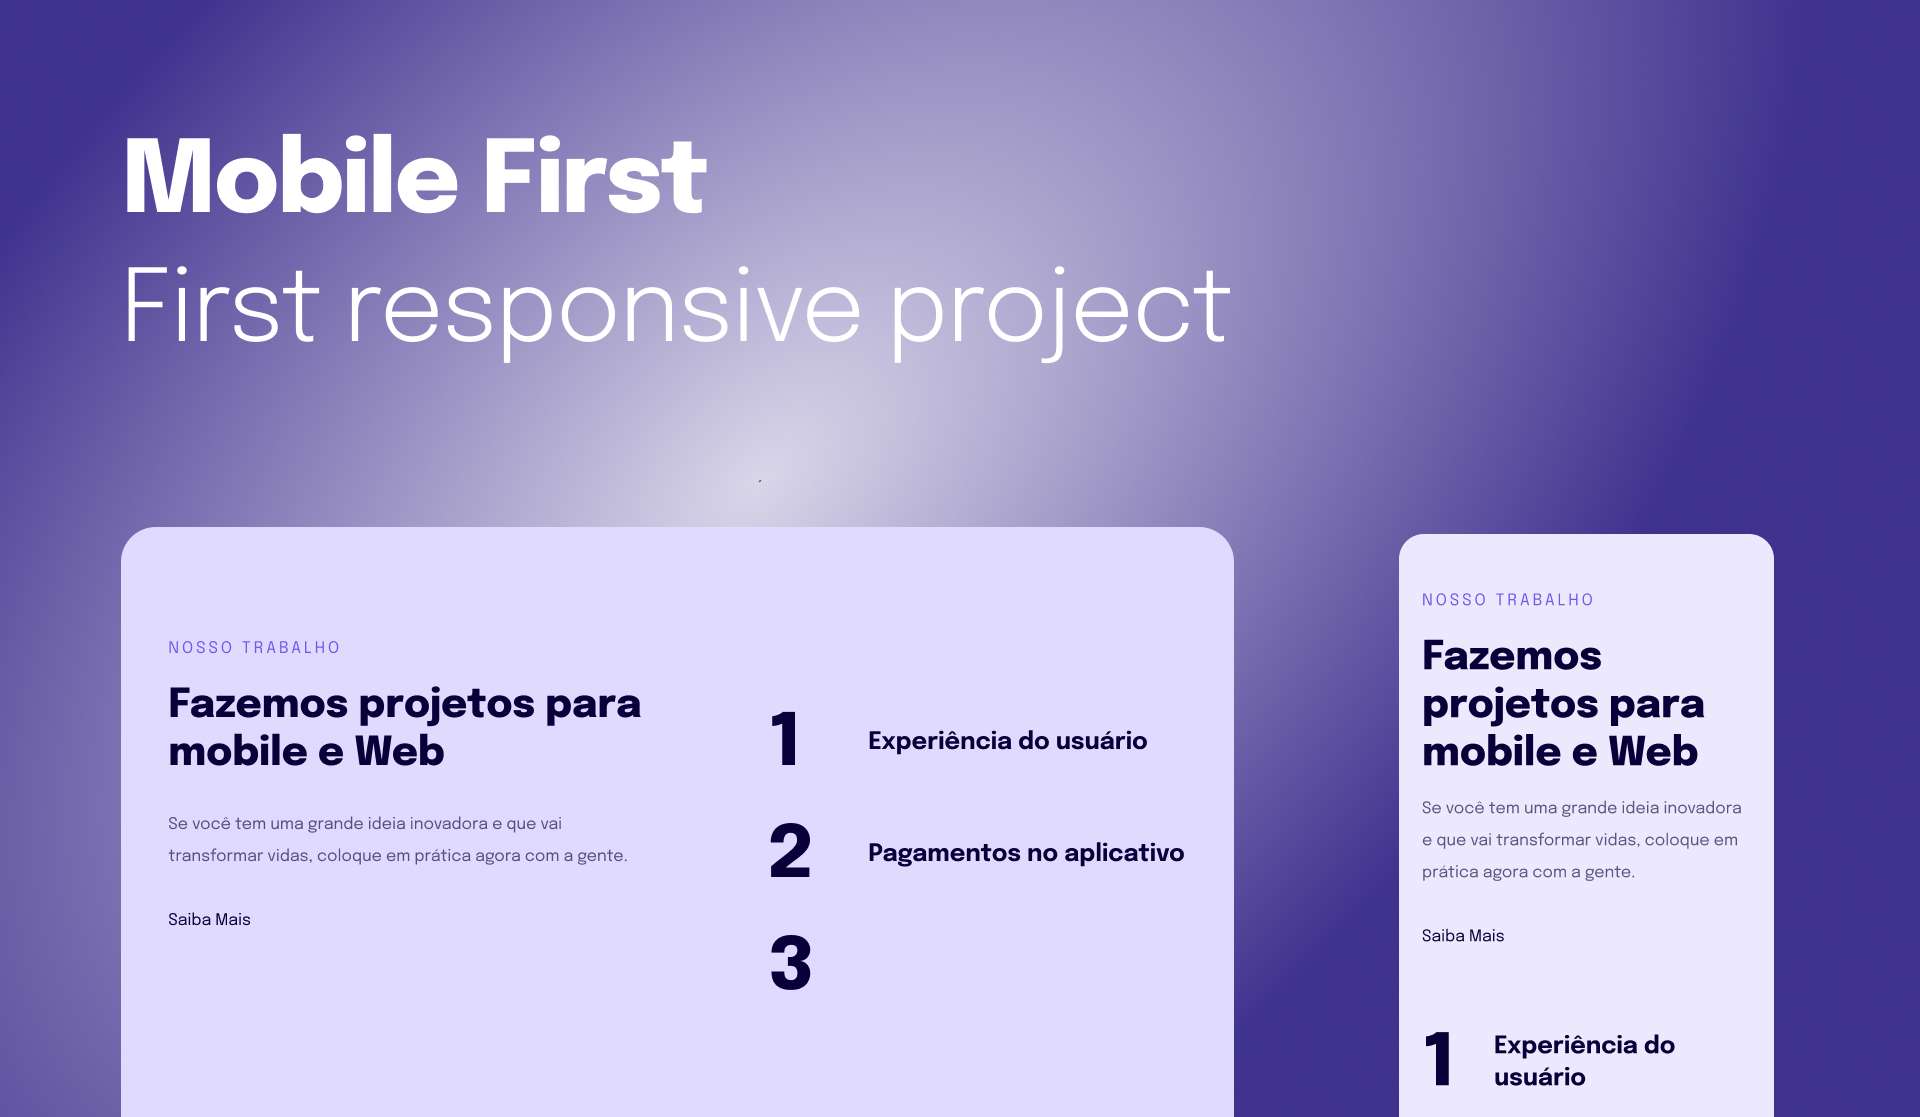 Mobile First
First responsive project
NOSSO TRABALHO
Fazemos projetos para
mobile e Web
Se você tem uma grande ideia inovadora e que vai
transformar vidas, coloque em prática agora com a gente.
Saiba Mais
1 Experiência do usuário
2 Pagamentos no aplicativo
3
NOSSO TRABALHO
Fazemos
projetos para
mobile e Web
Se você tem uma grande ideia inovadora
e que vai transformar vidas, coloque em
prática agora com a gente.
Saiba Mais
1 Experiência do
usuário